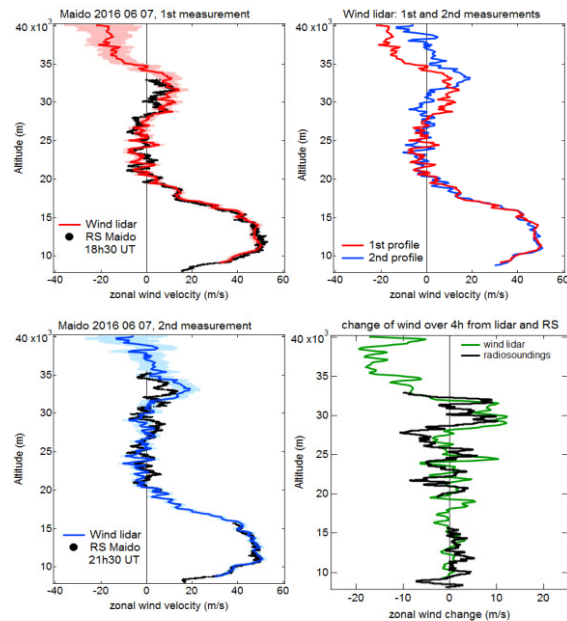 Maido 2016 06 07, 1st measurement
40 x10³
35
30
25
20
15
10
Altitude (m)
Wind lidar
RS Maido
18h30 UT
-40
-20
0
20
40
60
zonal wind velocity (m/s)
Wind lidar: 1st and 2nd measurements
40 x10³
35
30
25
20
15
10
Altitude (m)
1st profile
2nd profile
-40
-20
0
20
40
60
zonal wind velocity (m/s)
Maido 2016 06 07, 2nd measurement
40 x10³
35
30
25
20
15
10
Altitude (m)
Wind lidar
RS Maido
21h30 UT
-40
-20
0
20
40
60
zonal wind velocity (m/s)
change of wind over 4h from lidar and RS
40 x10³
35
30
25
20
15
10
Altitude (m)
wind lidar
radiosoundings
-20
-10
0
10
20
zonal wind change (m/s)